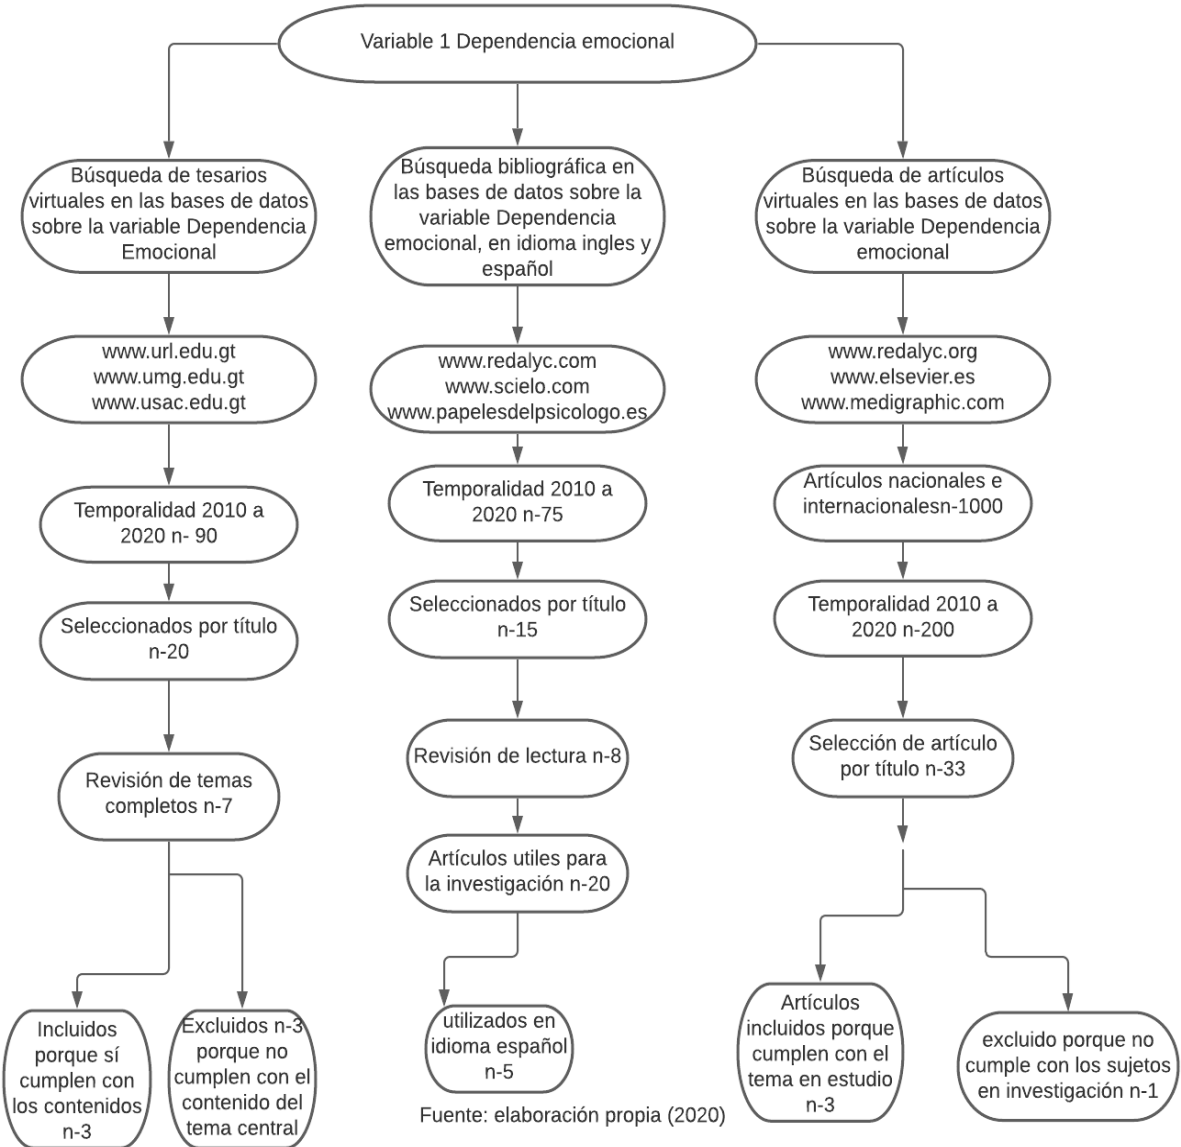 Variable 1 Dependencia emocional
Búsqueda de tesarios
virtuales en las bases de datos
sobre la variable Dependencia
Emocional
www.url.edu.gt
www.umg.edu.gt
www.usac.edu.gt
Temporalidad 2010 a
2020 n- 90
Seleccionados por título
n-20
Revisión de temas
completos n-7
Incluidos
porque sí
cumplen con
los contenidos
n-3
Excluidos n-3
porque no
cumplen con el
contenido del
tema central
Búsqueda bibliográfica en
las bases de datos sobre la
variable Dependencia
emocional, en idioma ingles y
español
www.redalyc.com
www.scielo.com
www.papelesdelpsicologo.es
Temporalidad 2010 a
2020 n-75
Seleccionados por título
n-15
Revisión de lectura n-8
Artículos utiles para
la investigación n-20
utilizados en
idioma español
n-5
Búsqueda de artículos
virtuales en las bases de datos
sobre la variable Dependencia
emocional
www.redalyc.org
www.elsevier.es
www.medigraphic.com
Artículos nacionales e
internacionalesn-1000
Temporalidad 2010 a
2020 n-200
Selección de artículo
por título n-33
Artículos
incluidos porque
cumplen con el
tema en estudio
n-3
excluido porque no
cumple con los sujetos
en investigación n-1
Fuente: elaboración propia (2020)